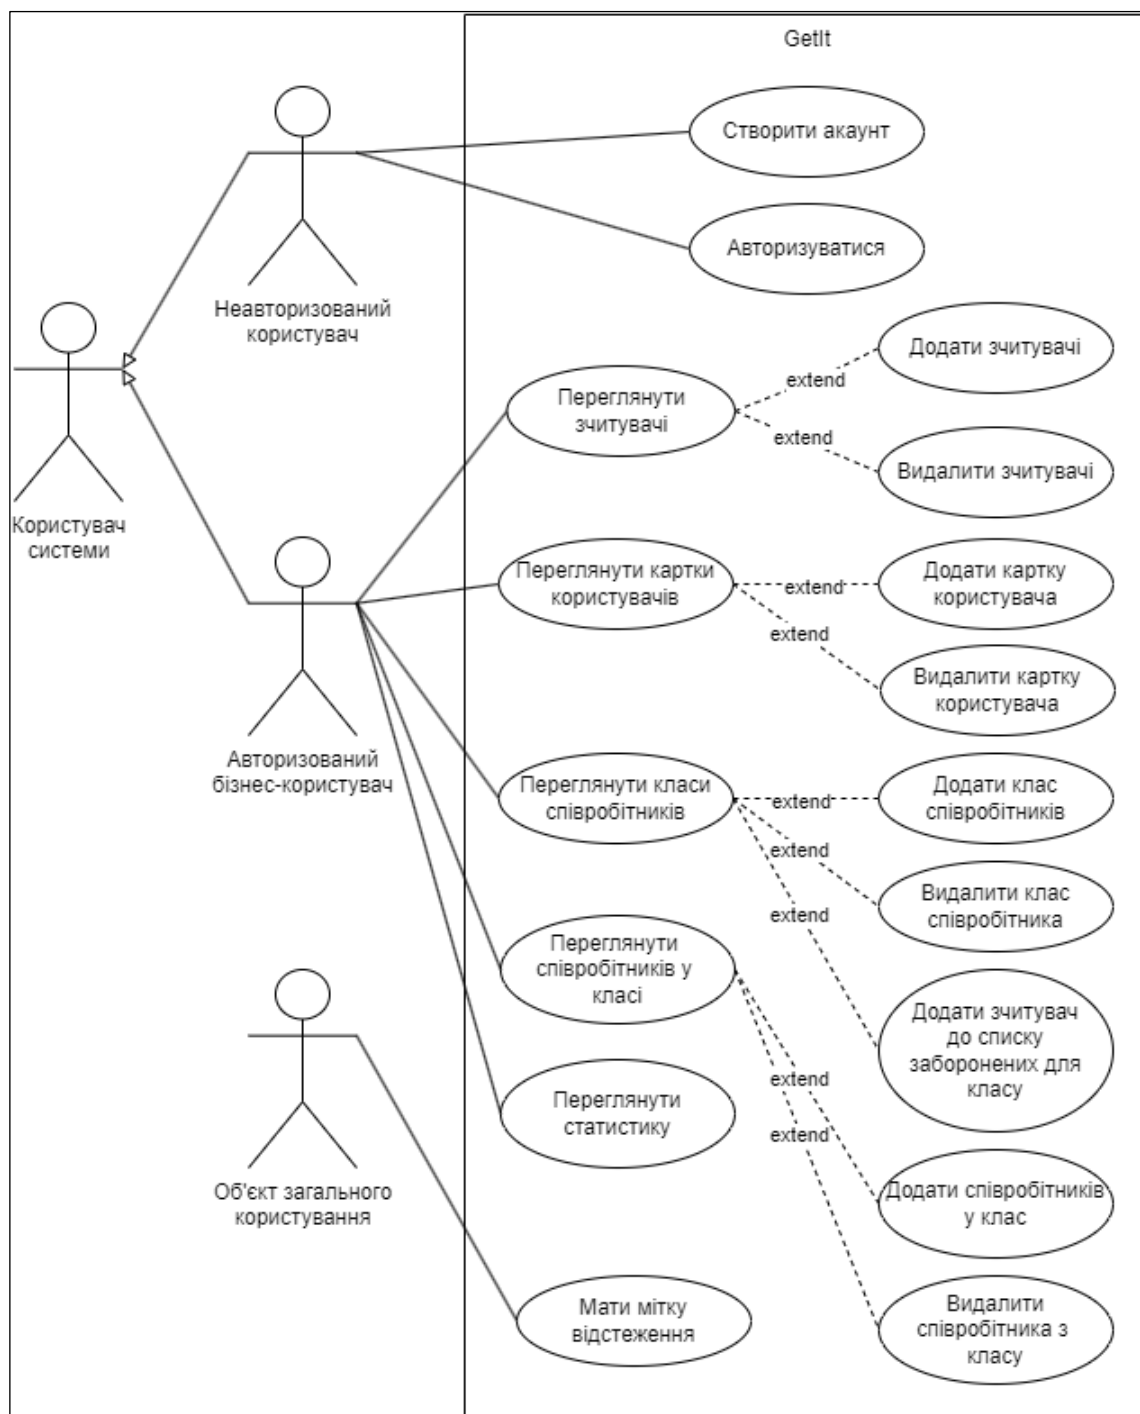 GetIt
Створити акаунт
Авторизуватися
Неавторизований
користувач
Користувач
системи
Переглянути
зчитувачі
extend
Додати зчитувачі
extend
Видалити зчитувачі
Авторизований
бізнес-користувач
Переглянути картки
користувачів
extend
Додати картку
користувача
extend
Видалити картку
користувача
Переглянути класи
співробітників
extend
Додати клас
співробітників
extend
Видалити клас
співробітника
extend
Додати зчитувач
до списку
заборонених для
класу
Переглянути
співробітників у
класі
extend
Додати співробітників
у клас
extend
Видалити
співробітника з
класу
Переглянути
статистику
Об'єкт загального
користування
Мати мітку
відстеження